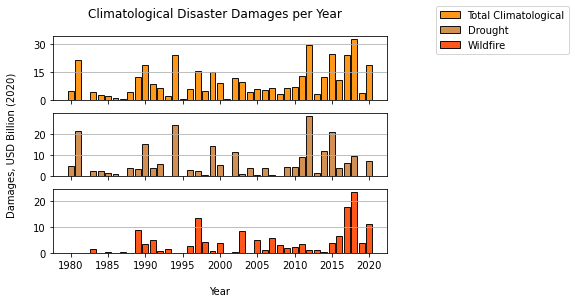 Climatological Disaster Damages per Year
Total Climatological
Drought
Wildfire
Damages, USD Billion (2020)
30
15
0
20
10
0
20
10
0
1980 1985 1990 1995 2000 2005 2010 2015 2020
Year